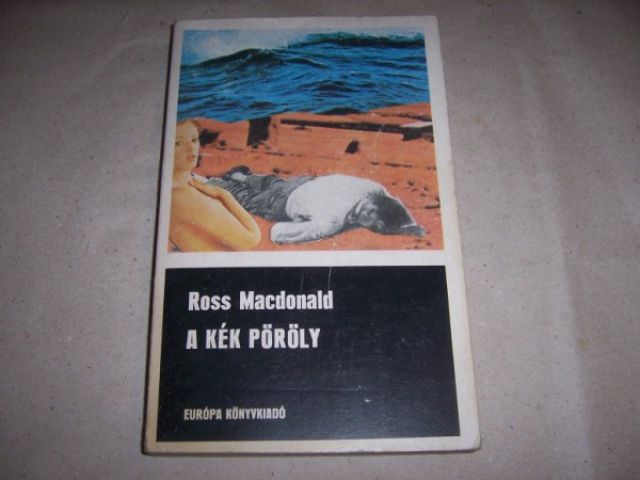 Ross Macdonald
A KÉK PÖRÖLY
EURÓPA KÖNYVKIADÓ